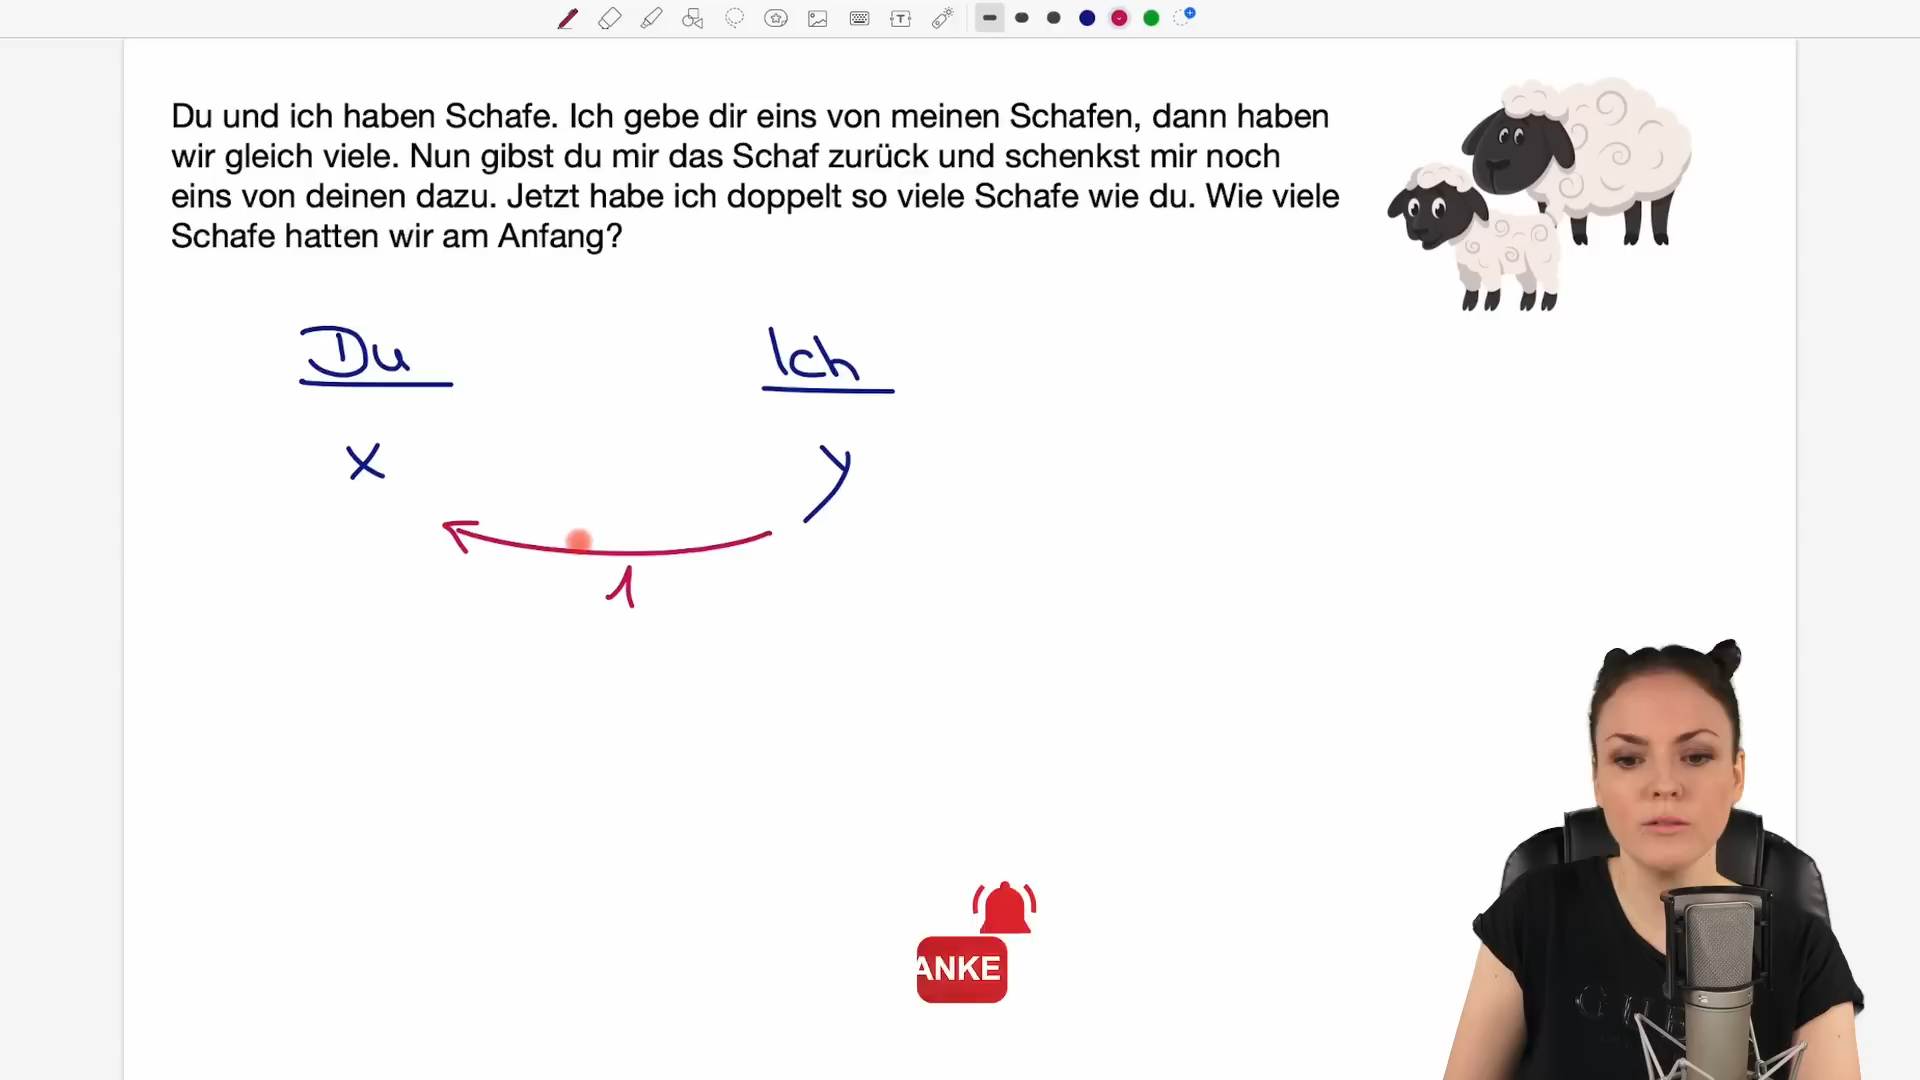 Du und ich haben Schafe. Ich gebe dir eins von meinen Schafen, dann haben
wir gleich viele. Nun gibst du mir das Schaf zurück und schenkst mir noch
eins von deinen dazu. Jetzt habe ich doppelt so viele Schafe wie du. Wie viele
Schafe hatten wir am Anfang?
Du Ich
x y
1
ANKE